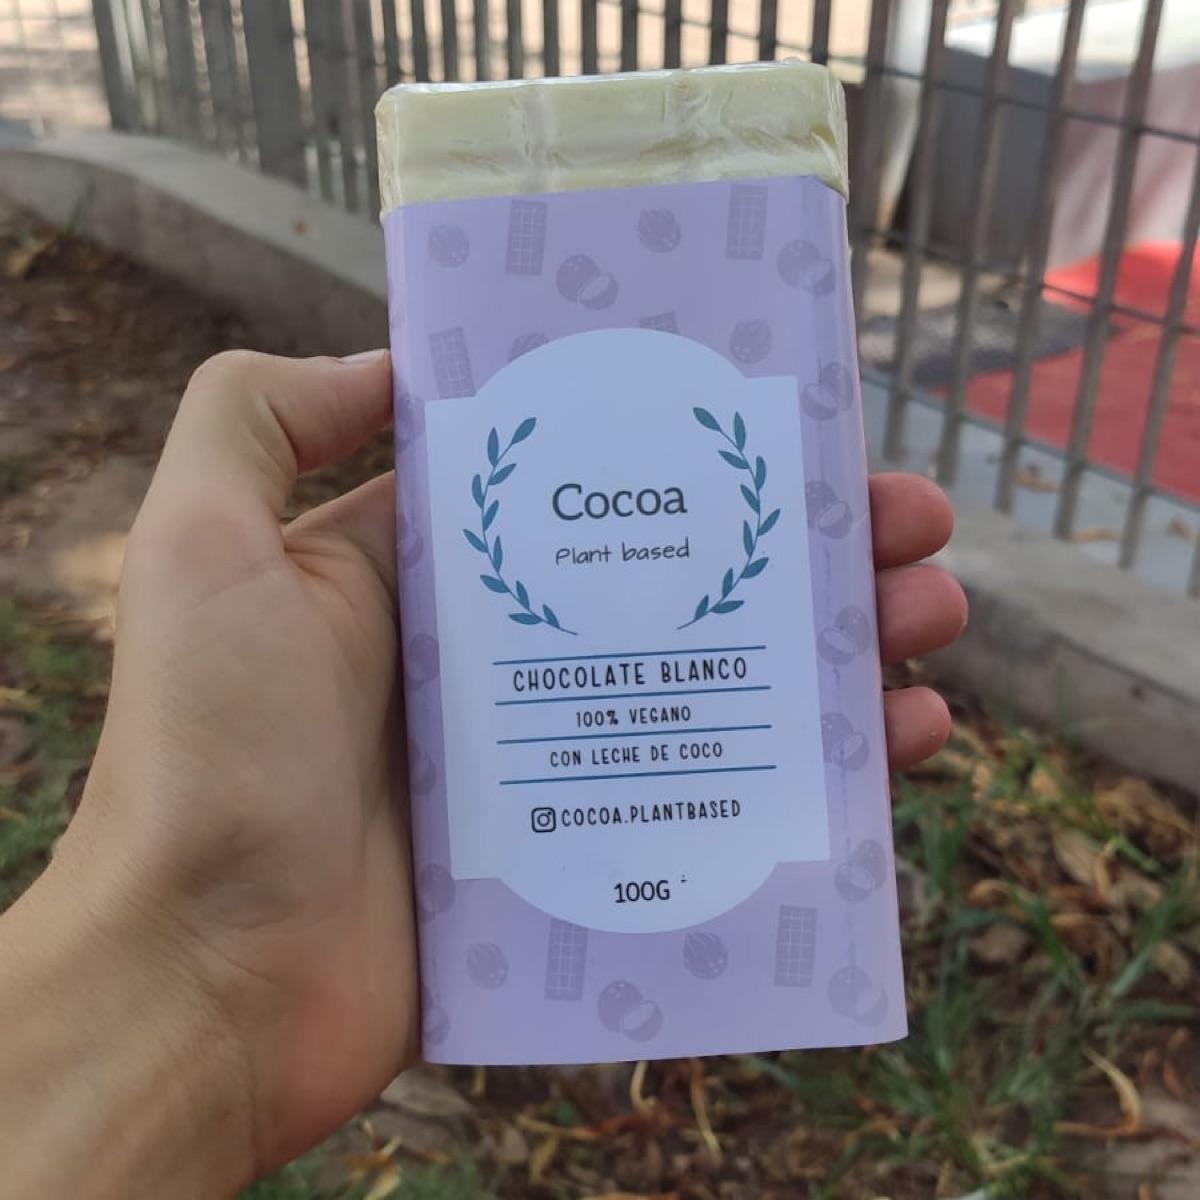 Cocoa
Plant based
CHOCOLATE BLANCO
100% VEGANO
CON LECHE DE COCO
COCOA.PLANTBASED
100G